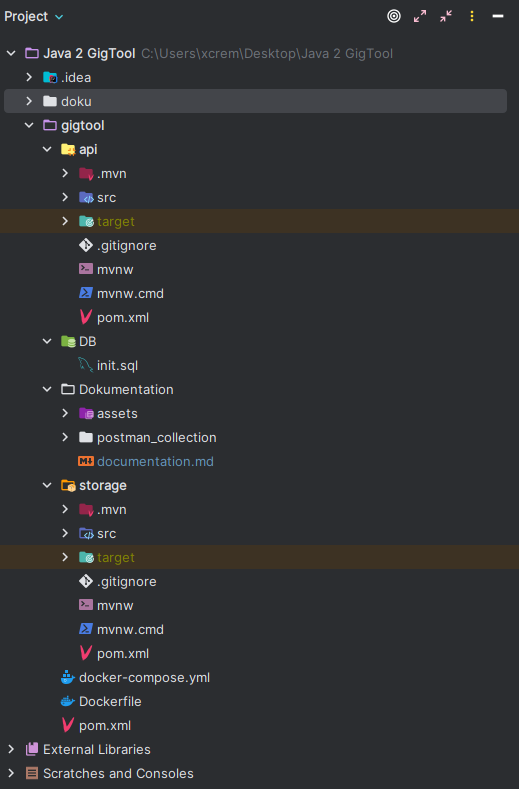 Project
Java 2 GigTool C:\Users\xcrem\Desktop\Java 2 GigTool
.idea
doku
gigtool
api
.mvn
src
target
.gitignore
mvnw
mvnw.cmd
pom.xml
DB
init.sql
Dokumentation
assets
postman_collection
documentation.md
storage
.mvn
src
target
.gitignore
mvnw
mvnw.cmd
pom.xml
docker-compose.yml
Dockerfile
pom.xml
External Libraries
Scratches and Consoles